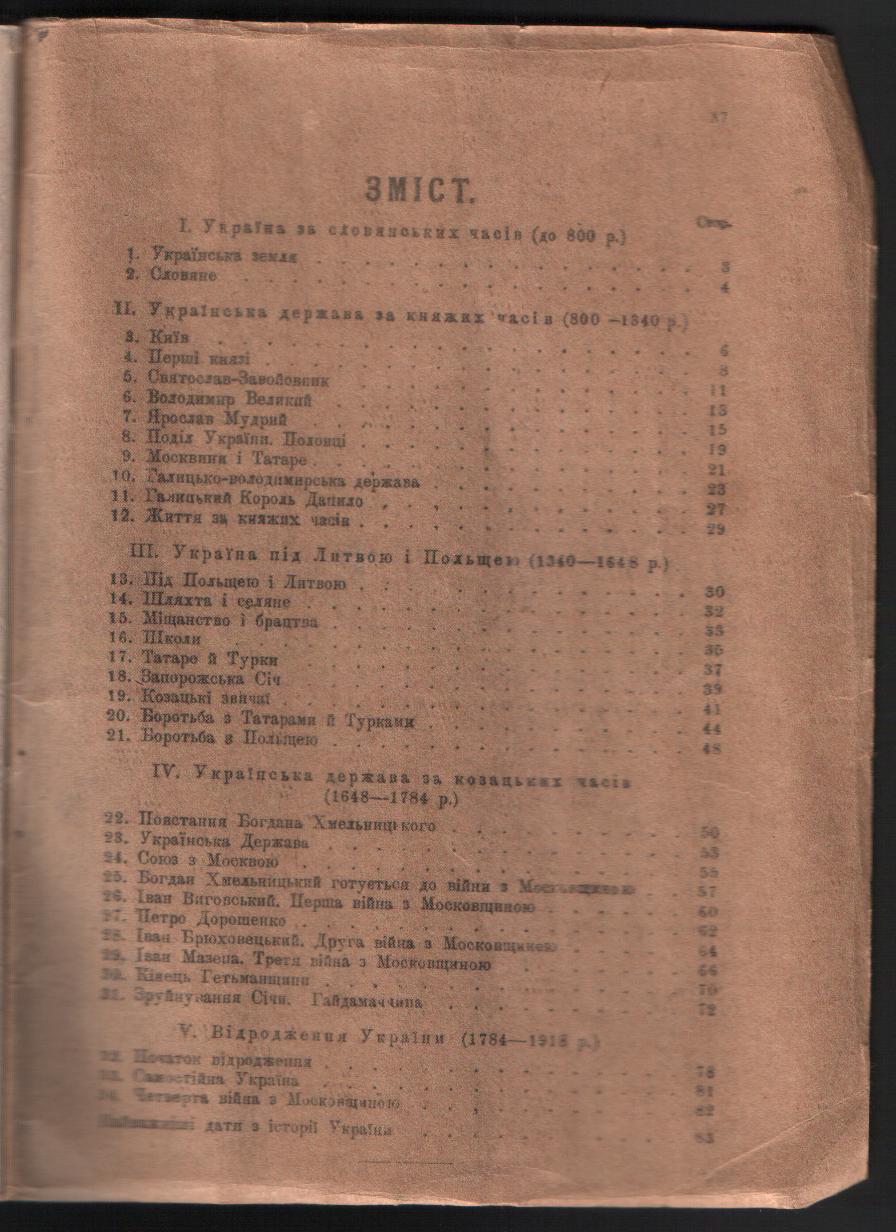 87
ЗМІСТ.
Стор.
I. Україна за словянських часів (до 800 р.)
1. Українська земля . . . . . 3
2. Словяне . . . . . 4
II. Українська держава за княжих часів (800—1340 р.)
3. Київ . . . . . 6
4. Перші князі . . . . . 8
5. Святослав-Завойовник . . . . . 11
6. Володимир Великий . . . . . 13
7. Ярослав Мудрий . . . . . 15
8. Поділ України. Половці . . . . . 19
9. Москвини і Татаре . . . . . 21
10. Галицько-володимирська держава . . . . . 23
11. Галицький Король Данило . . . . . 27
12. Життя за княжих часів . . . . . 29
III. Україна під Литвою і Польщею (1340—1648 р.)
13. Під Польщею і Литвою . . . . . 30
14. Шляхта і селяне . . . . . 32
15. Міщанство і брацтва . . . . . 33
16. Школи . . . . . 35
17. Татаре й Турки . . . . . 37
18. Запорожська Січ . . . . . 39
19. Козацькі звичаї . . . . . 41
20. Боротьба з Татарами й Турками . . . . . 44
21. Боротьба з Польщею . . . . . 48
IV. Українська держава за козацьких часів
(1648—1784 р.)
22. Повстання Богдана Хмельницького . . . . . 50
23. Українська Держава . . . . . 53
24. Союз з Москвою . . . . . 55
25. Богдан Хмельницький готується до війни з Московщиною . 57
26. Іван Виговський. Перша війна з Московщиною . . . . . 60
27. Петро Дорошенко . . . . . 62
28. Іван Брюховецький. Друга війна з Московщиною . . . . 64
29. Іван Мазепа. Третя війна з Московщиною . . . . . 66
30. Кінець Гетьманщини . . . . . 70
31. Зруйнування Січи. Гайдамаччина . . . . . 72
V. Відродження України (1784—1918 р.)
32. Початок відродження . . . . . 78
33. Самостійна Україна . . . . . 81
34. Четверта війна з Московщиною . . . . . 82
Найважніші дати з історії України . . . . . 83